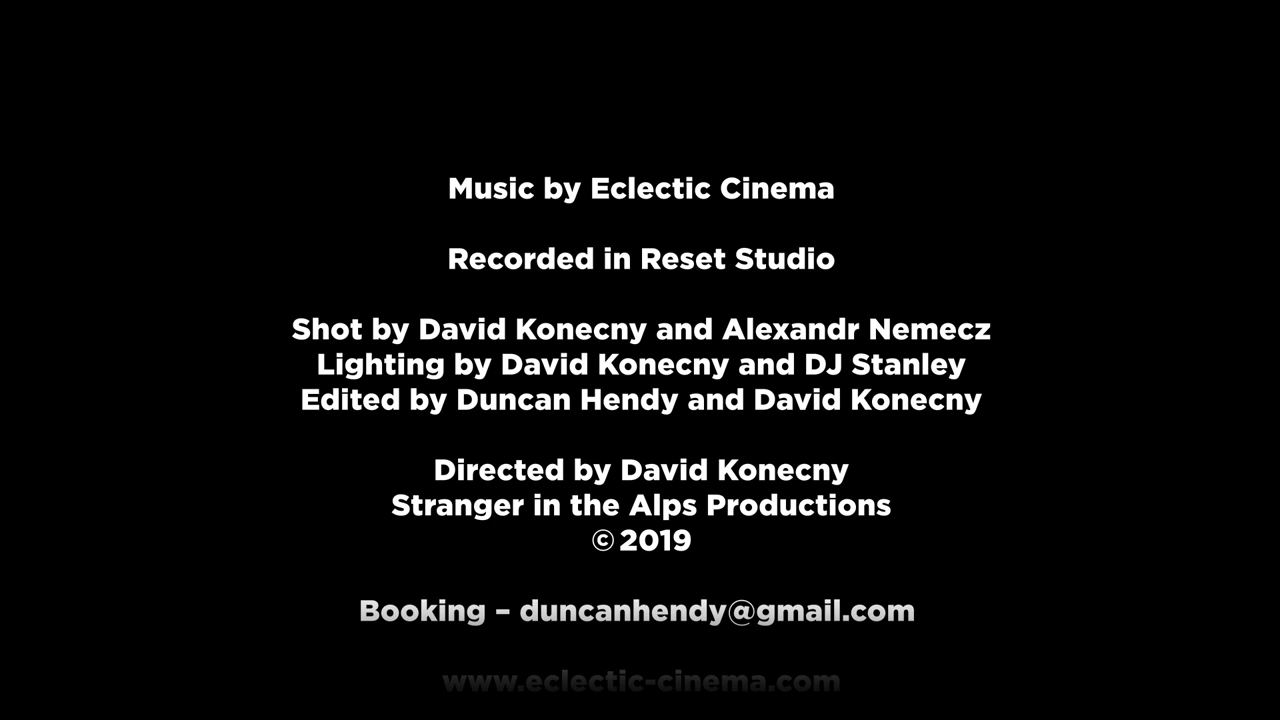 Music by Eclectic Cinema
Recorded in Reset Studio
Shot by David Konecny and Alexandr Nemecz
Lighting by David Konecny and DJ Stanley
Edited by Duncan Hendy and David Konecny
Directed by David Konecny
Stranger in the Alps Productions
© 2019
Booking – duncanhendy@gmail.com
www.eclectic-cinema.com